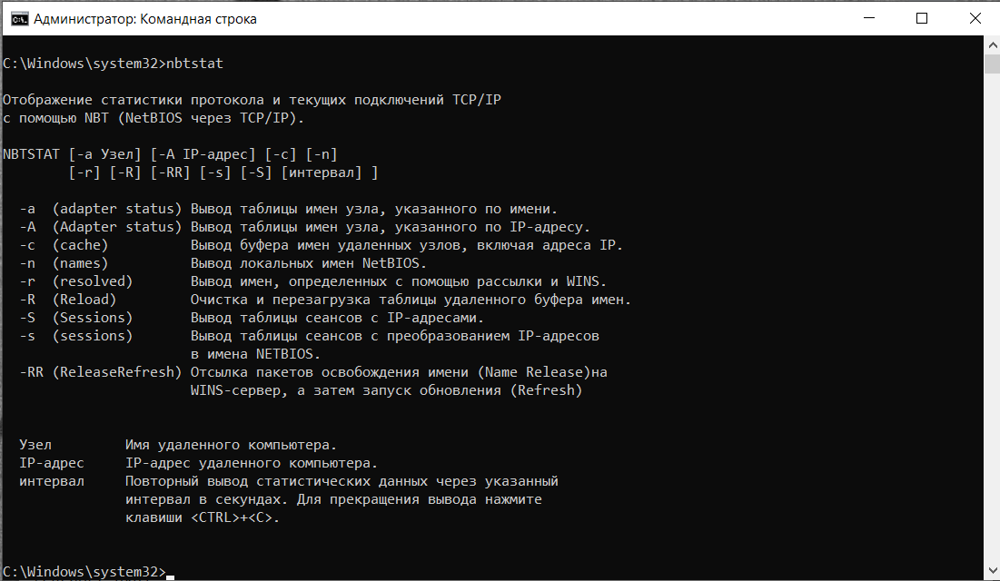 Администратор: Командная строка
C:\Windows\system32>nbtstat
Отображение статистики протокола и текущих подключений TCP/IP
с помощью NBT (NetBIOS через TCP/IP).
NBTSTAT [-a Узел] [-A IP-адрес] [-c] [-n]
[-r] [-R] [-RR] [-s] [-S] [интервал] ]
-a (adapter status) Вывод таблицы имен узла, указанного по имени.
-A (Adapter status) Вывод таблицы имен узла, указанного по IP-адресу.
-c (cache) Вывод буфера имен удаленных узлов, включая адреса IP.
-n (names) Вывод локальных имен NetBIOS.
-r (resolved) Вывод имен, определенных с помощью рассылки и WINS.
-R (Reload) Очистка и перезагрузка таблицы удаленного буфера имен.
-S (Sessions) Вывод таблицы сеансов с IP-адресами.
-s (sessions) Вывод таблицы сеансов с преобразованием IP-адресов
в имена NETBIOS.
-RR (ReleaseRefresh) Отсылка пакетов освобождения имени (Name Release)на
WINS-сервер, а затем запуск обновления (Refresh)
Узел Имя удаленного компьютера.
IP-адрес IP-адрес удаленного компьютера.
интервал Повторный вывод статистических данных через указанный
интервал в секундах. Для прекращения вывода нажмите
клавиши <CTRL>+<C>.
C:\Windows\system32>